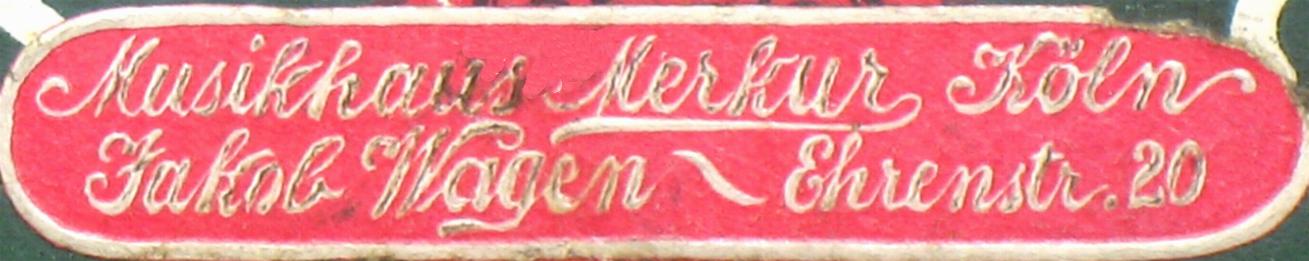 Musikhaus Merkur Köln
Jakob Wagen ~ Ehrenstr. 20